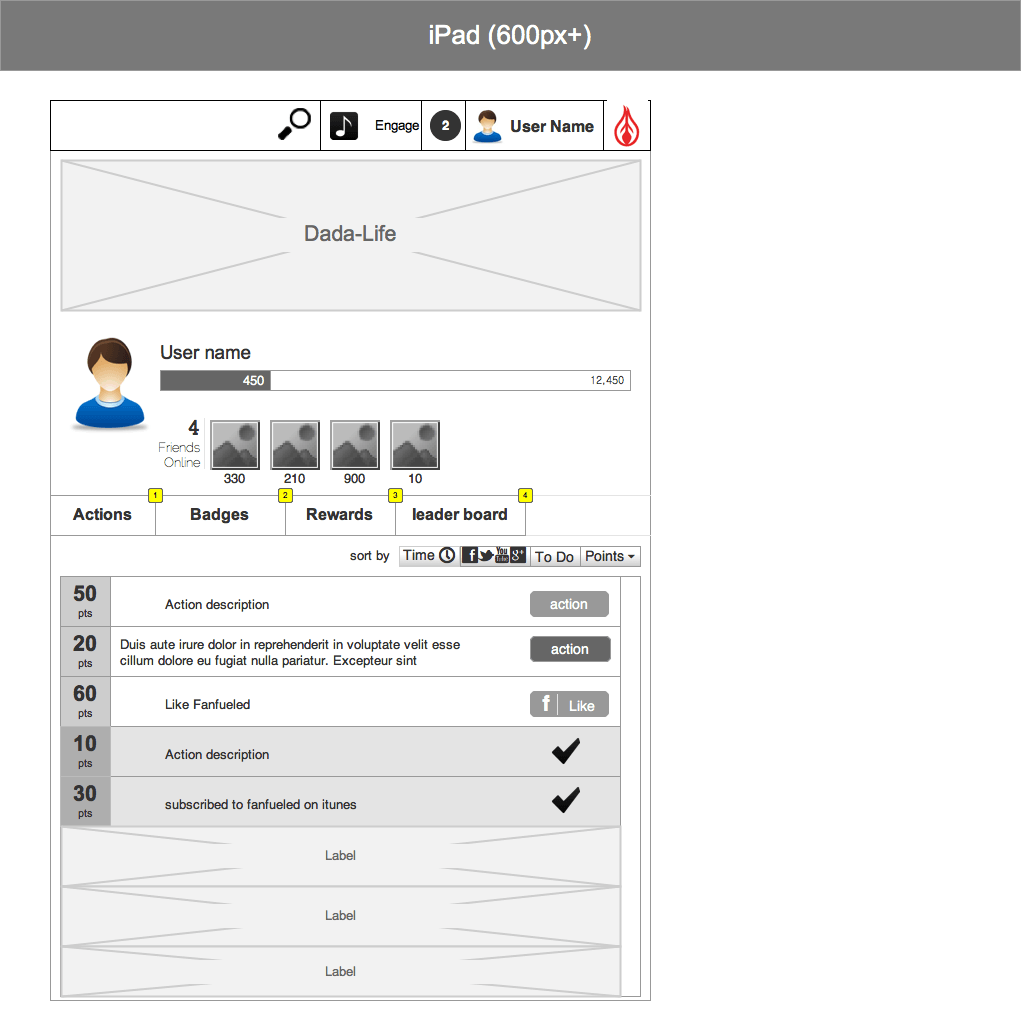 iPad (600px+)
Engage
2
User Name
Dada-Life
User name
450
12,450
4
Friends
Online
330
210
900
10
1
2
3
4
Actions
Badges
Rewards
leader board
sort by
Time
f
You
Tube
g+
To Do
Points
50
pts
Action description
action
20
pts
Duis aute irure dolor in reprehenderit in voluptate velit esse
cillum dolore eu fugiat nulla pariatur. Excepteur sint
action
60
pts
Like Fanfueled
f
Like
10
pts
Action description
30
pts
subscribed to fanfueled on itunes
Label
Label
Label